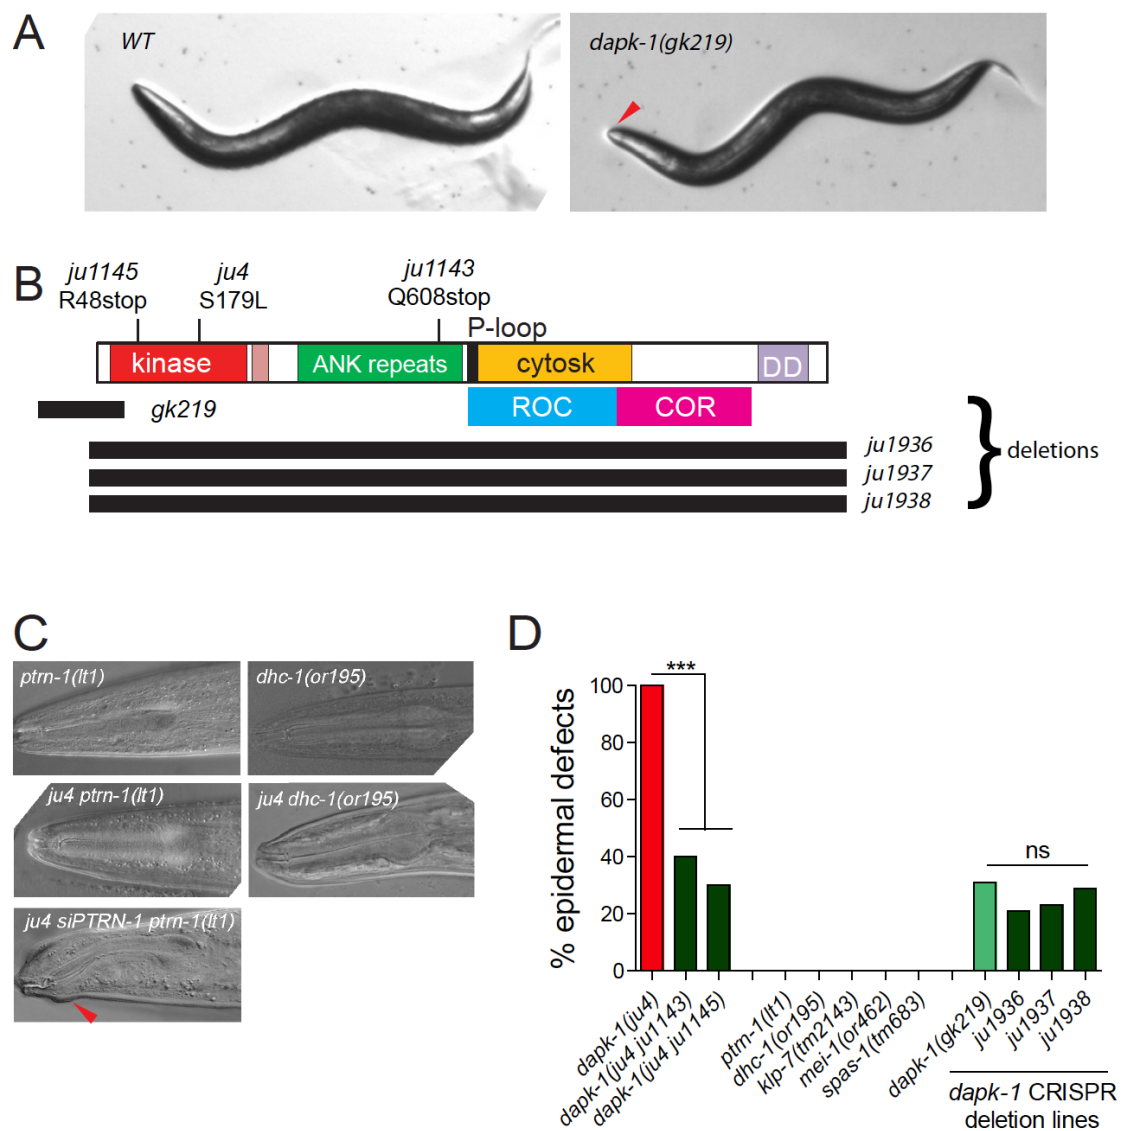 A
WT
dapk-1(gk219)
B
ju1145
R48stop
ju4
S179L
ju1143
Q608stop
P-loop
kinase
ANK repeats
cytosk
DD
ROC
COR
gk219
ju1936
ju1937
ju1938
deletions
C
ptrn-1(lt1)
dhc-1(or195)
ju4 ptrn-1(lt1)
ju4 dhc-1(or195)
ju4 siPTRN-1 ptrn-1(lt1)
D
% epidermal defects
100
80
60
40
20
0
***
ns
dapk-1(ju4)
dapk-1(ju4 ju1143)
dapk-1(ju4 ju1145)
ptrn-1(lt1)
dhc-1(or195)
klp-7(tm2143)
mei-1(or462)
spas-1(tm683)
dapk-1(gk219)
ju1936
ju1937
ju1938
dapk-1 CRISPR
deletion lines